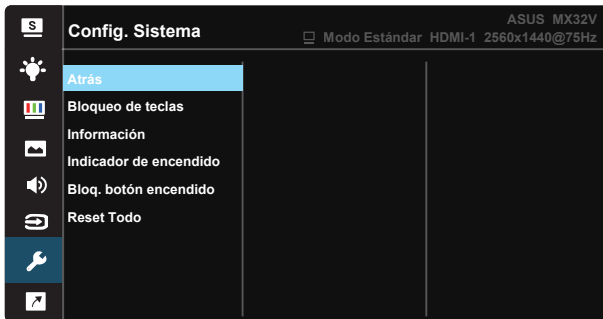 S
Config. Sistema
ASUS MX32V
Modo Estándar HDMI-1 2560x1440@75Hz
Atrás
Bloqueo de teclas
Información
Indicador de encendido
Bloq. botón encendido
Reset Todo